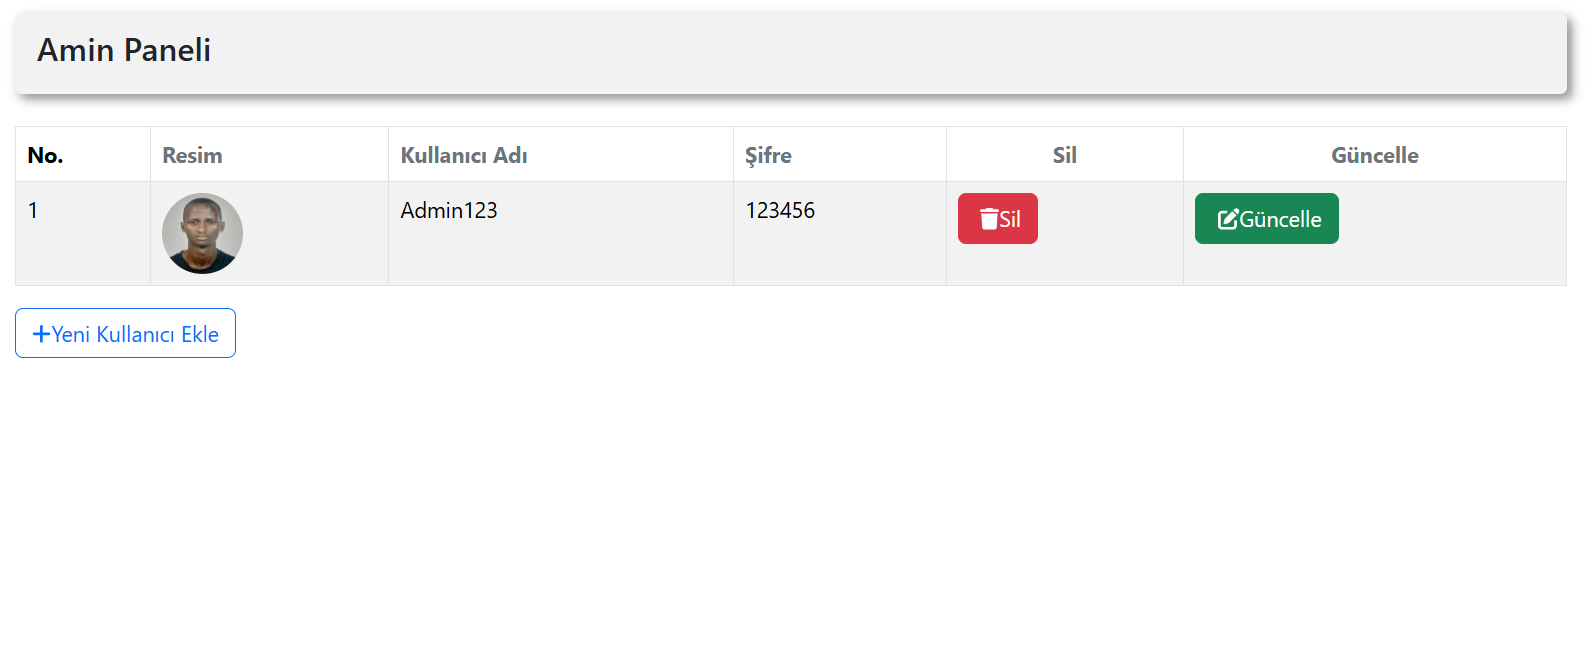 Amin Paneli
No. Resim Kullanıcı Adı Şifre Sil Güncelle
1 Admin123 123456 Sil Güncelle
Yeni Kullanıcı Ekle